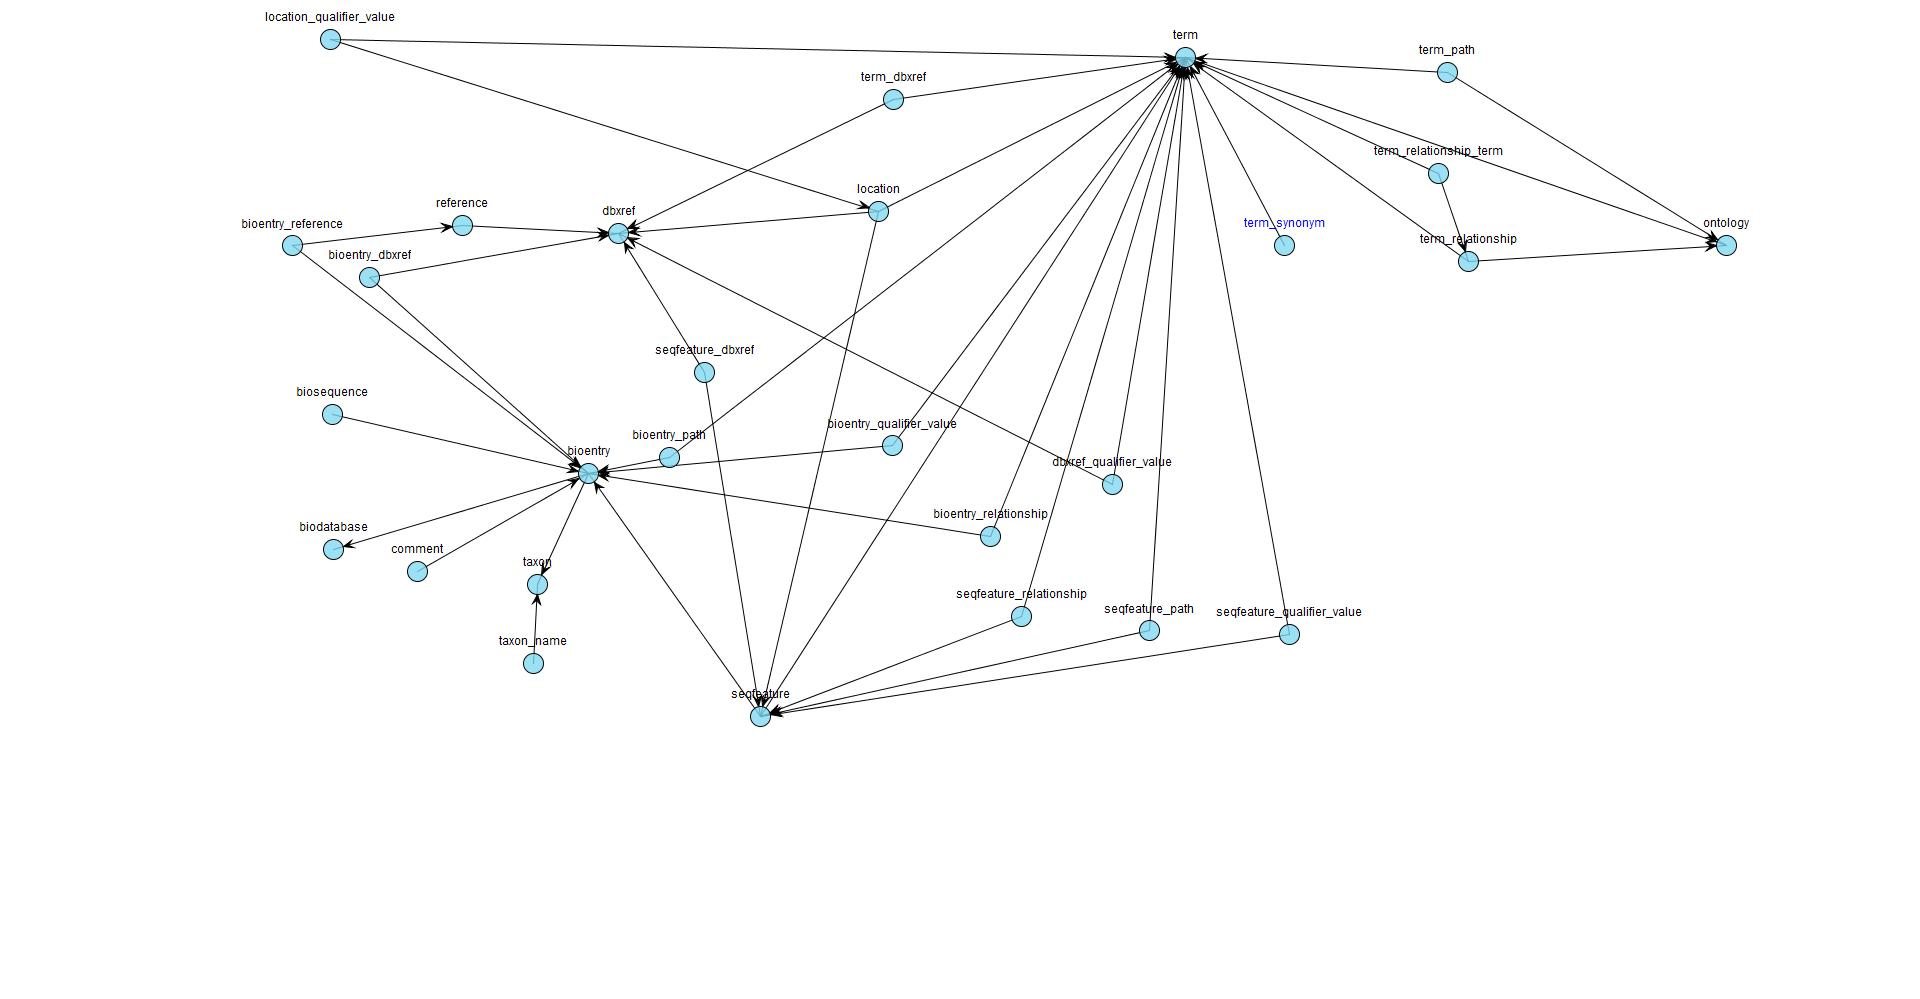 location_qualifier_value
term
term_path
term_dbxref
term_relationship_term
location
reference
dbxref
bioentry_reference
term_synonym
ontology
term_relationship
bioentry_dbxref
seqfeature_dbxref
biosequence
bioentry_qualifier_value
bioentry_path
bioentry
dbxref_qualifier_value
bioentry_relationship
biodatabase
comment
taxon
seqfeature_relationship
seqfeature_path
seqfeature_qualifier_value
taxon_name
seqfeature